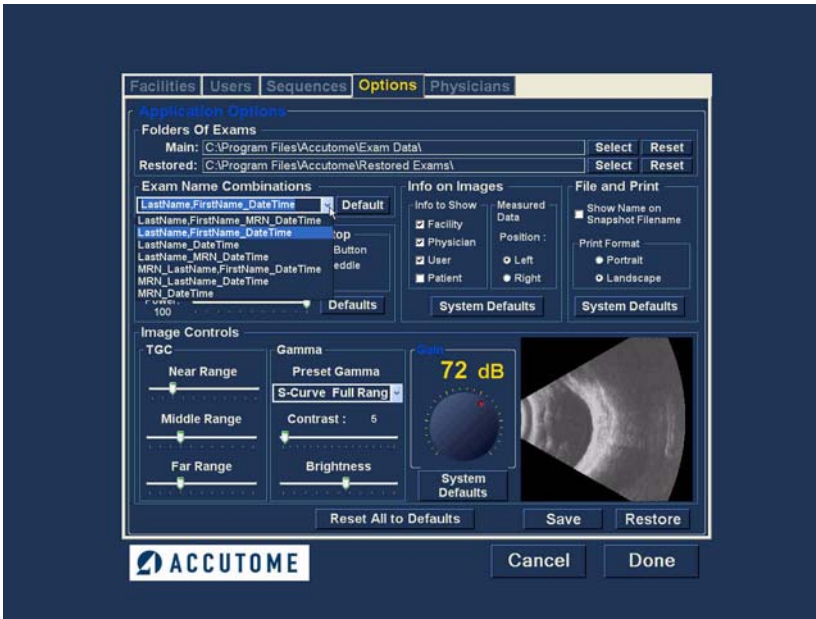 Facilities Users Sequences Options Physicians
Application Options
Folders Of Exams
Main: C:\Program Files\Accutome\Exam Data\ Select Reset
Restored: C:\Program Files\Accutome\Restored Exams\ Select Reset
Exam Name Combinations
LastName,FirstName_DateTime Default
LastName,FirstName_MRN_DateTime
LastName,FirstName_DateTime
LastName_DateTime
LastName_MRN_DateTime
MRN_LastName,FirstName_DateTime
MRN_LastName_DateTime
MRN_DateTime
Button
Power:
100
Defaults
Info on Images
Info to Show
Facility
Physician
User
Patient
Measured
Data
Position :
Left
Right
System Defaults
File and Print
Show Name on
Snapshot Filename
Print Format
Portrait
Landscape
System Defaults
Image Controls
TGC
Near Range
Middle Range
Far Range
Gamma
Preset Gamma
S-Curve Full Rang
Contrast : 6
Brightness
Gain
72 dB
System
Defaults
Reset All to Defaults Save Restore
ACCUTOME
Cancel Done